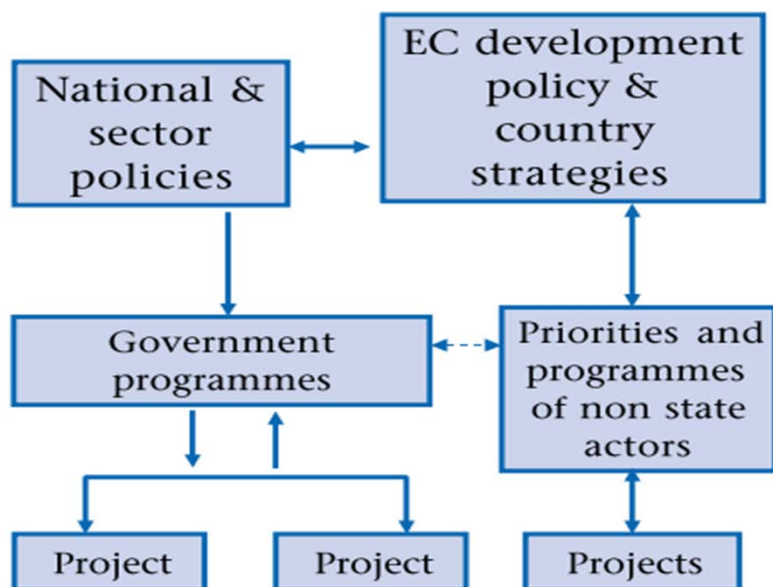 National &
sector
policies
EC development
policy &
country
strategies
Government
programmes
Priorities and
programmes
of non state
actors
Project
Project
Projects